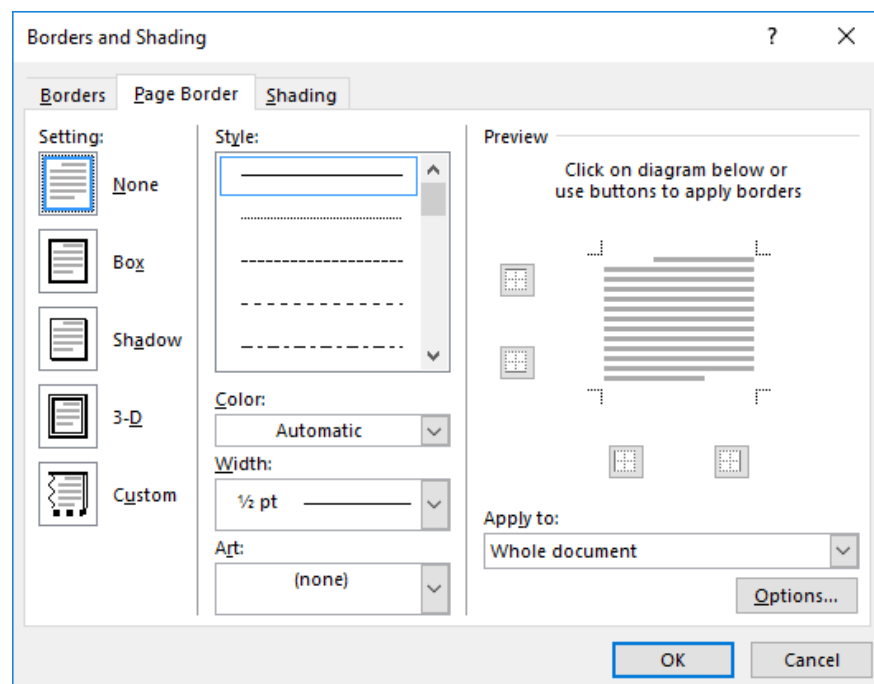 Borders and Shading
?
Borders
Page Border
Shading
Setting:
None
Box
Shadow
3-D
Custom
Style:
Color:
Automatic
Width:
½ pt
Art:
(none)
Preview
Click on diagram below or
use buttons to apply borders
Apply to:
Whole document
Options...
OK
Cancel